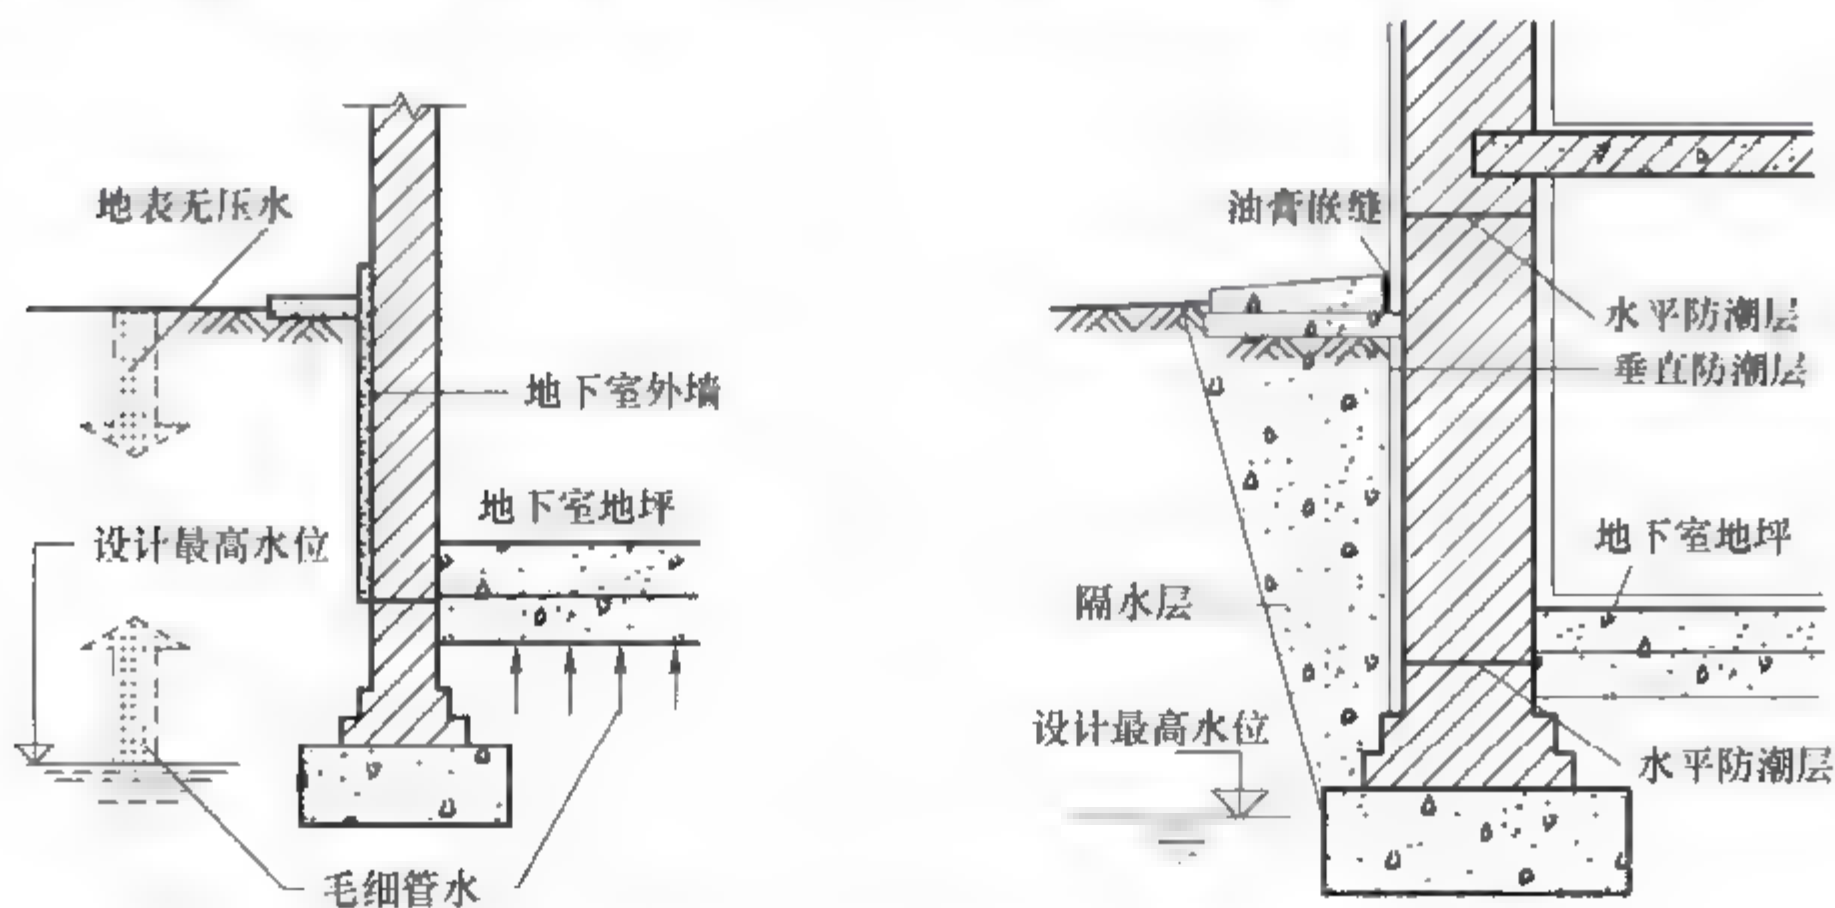 地表无压水
地下室外墙
地下室地坪
设计最高水位
毛细管水
油膏嵌缝
水平防潮层
垂直防潮层
地下室地坪
隔水层
设计最高水位
水平防潮层